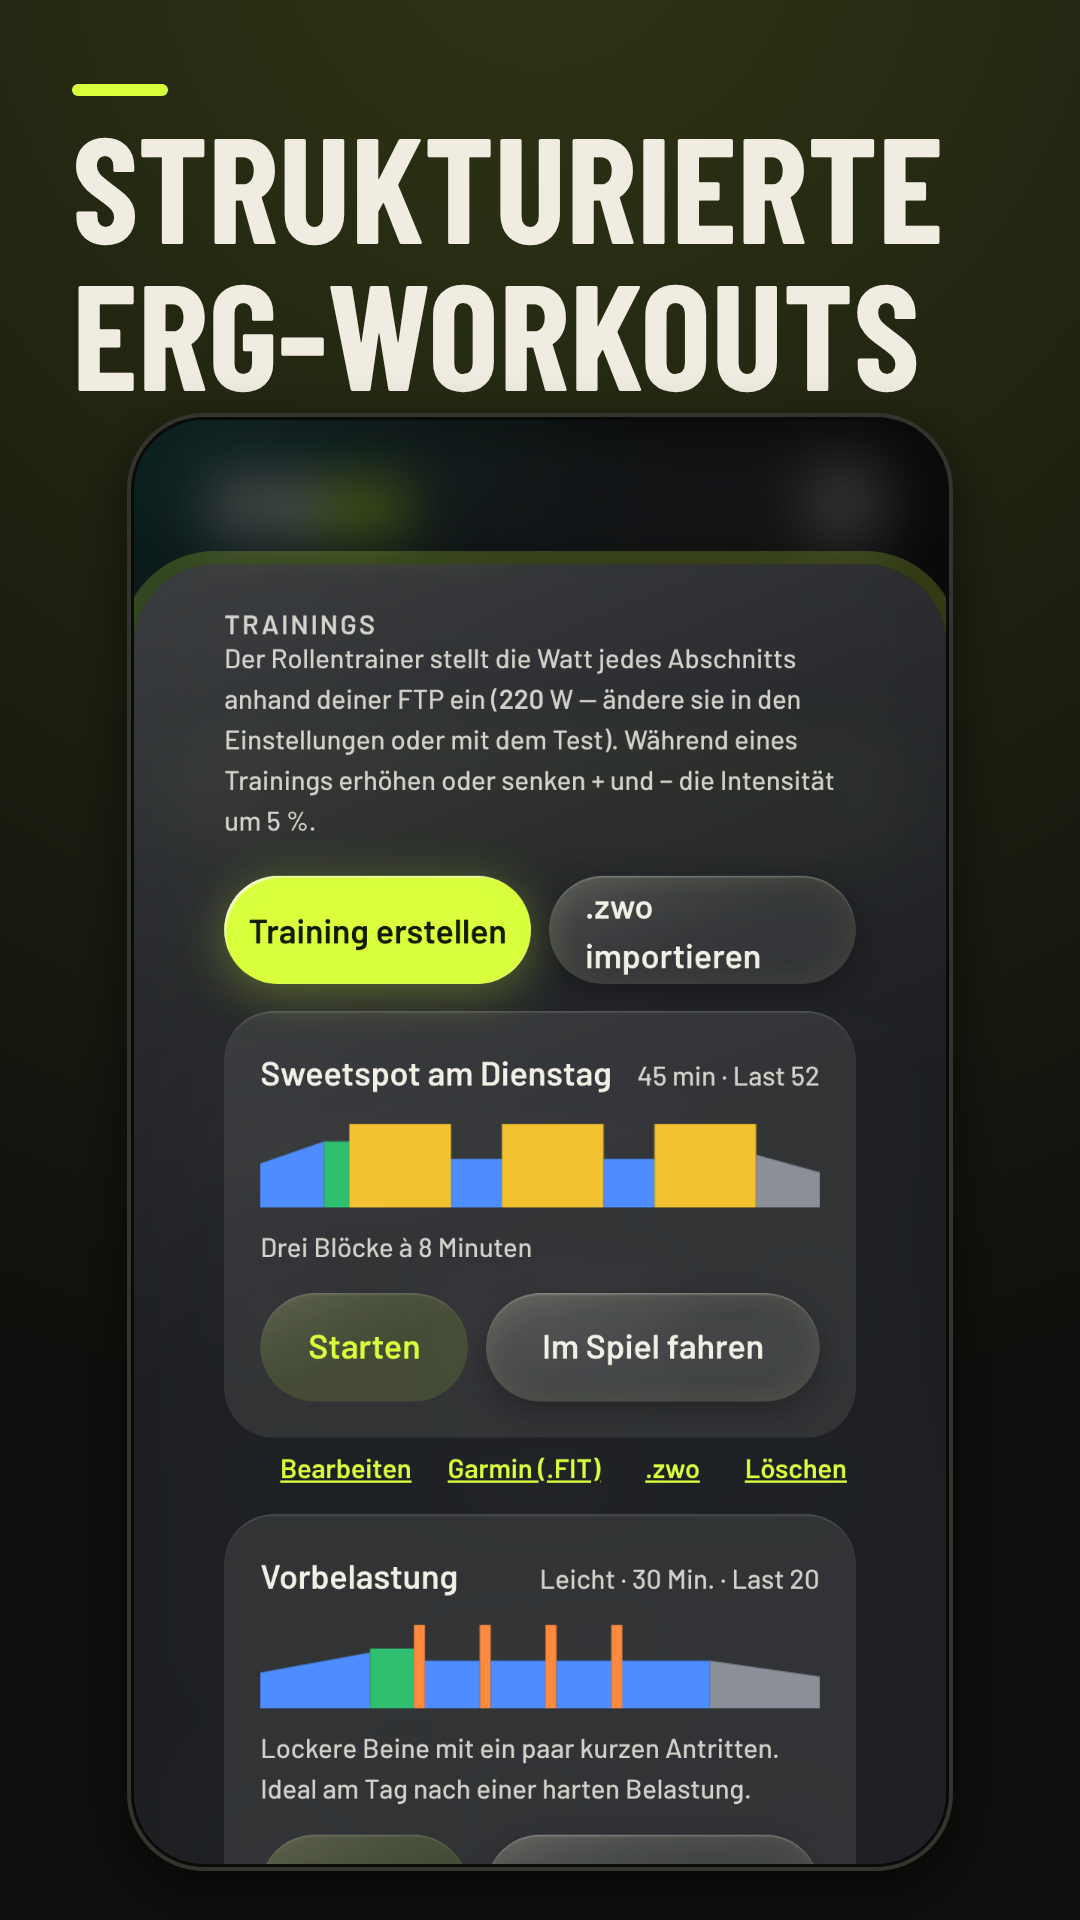 STRUKTURIERTE
ERG-WORKOUTS
TRAININGS
Der Rollentrainer stellt die Watt jedes Abschnitts
anhand deiner FTP ein (220 W — ändere sie in den
Einstellungen oder mit dem Test). Während eines
Trainings erhöhen oder senken + und − die Intensität
um 5 %.
Training erstellen
.zwo
importieren
Sweetspot am Dienstag 45 min · Last 52
Drei Blöcke à 8 Minuten
Starten Im Spiel fahren
Bearbeiten Garmin (.FIT) .zwo Löschen
Vorbelastung Leicht · 30 Min. · Last 20
Lockere Beine mit ein paar kurzen Antritten.
Ideal am Tag nach einer harten Belastung.